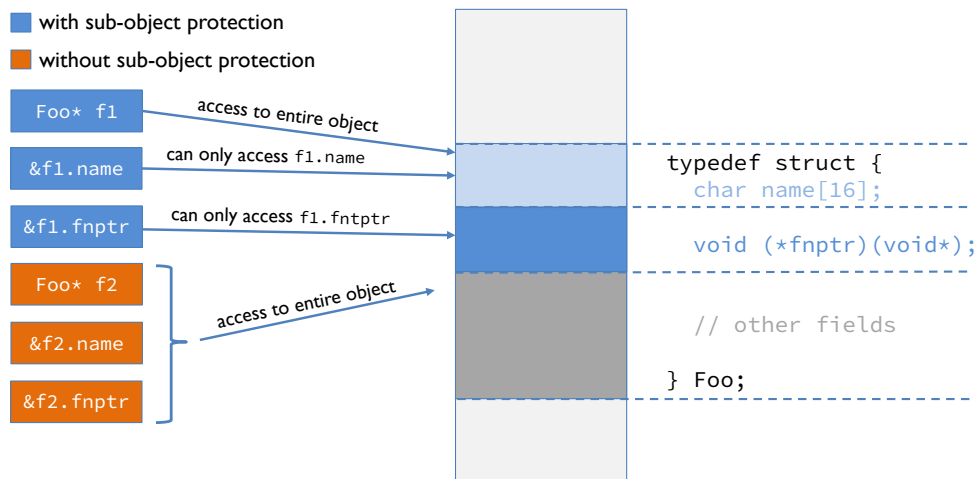 with sub-object protection
without sub-object protection
Foo* f1
access to entire object
&f1.name
can only access f1.name
&f1.fnptr
can only access f1.fntptr
Foo* f2
&f2.name
&f2.fnptr
access to entire object
typedef struct {
char name[16];
void (*fnptr)(void*);
// other fields
} Foo;